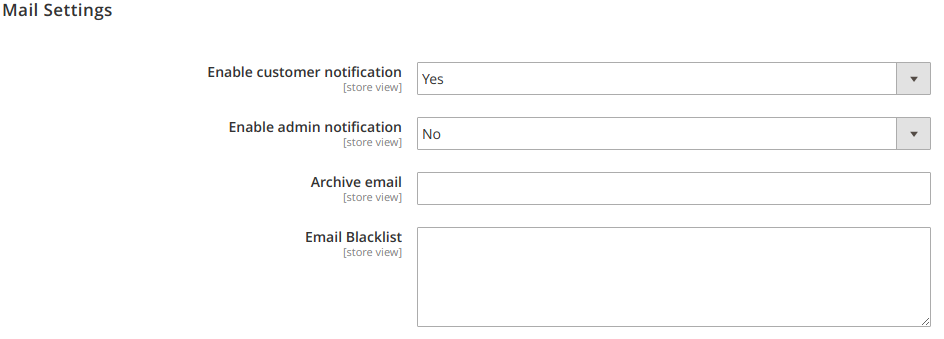 Mail Settings
Enable customer notification
Yes
[store view]
Enable admin notification
No
[store view]
Archive email
[store view]
Email Blacklist
[store view]